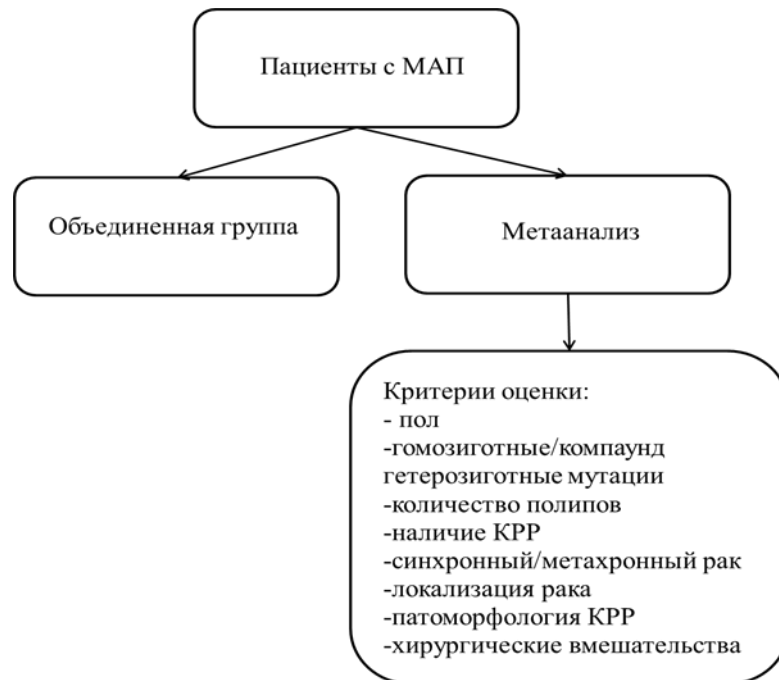 Пациенты с МАП
Объединенная группа
Метаанализ
Критерии оценки:
- пол
-гомозиготные/компаунд
гетерозиготные мутации
-количество полипов
-наличие КРР
-синхронный/метахронный рак
-локализация рака
-патоморфология КРР
-хирургические вмешательства